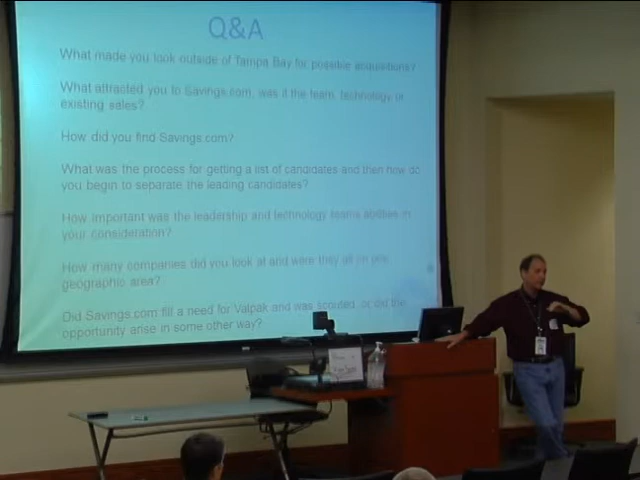 Q&A
What made you look outside of Tampa Bay for possible acquisitions?
What attracted you to Savings.com, was it the team, technology or
existing sales?
How did you find Savings.com?
What was the process for getting a list of candidates and then how do
you begin to separate the leading candidates?
How important was the leadership and technology teams abilities in
your consideration?
How many companies did you look at and were they all in one
geographic area?
Did Savings.com fill a need for Valpak and was scouted, or did the
opportunity arise in some other way?